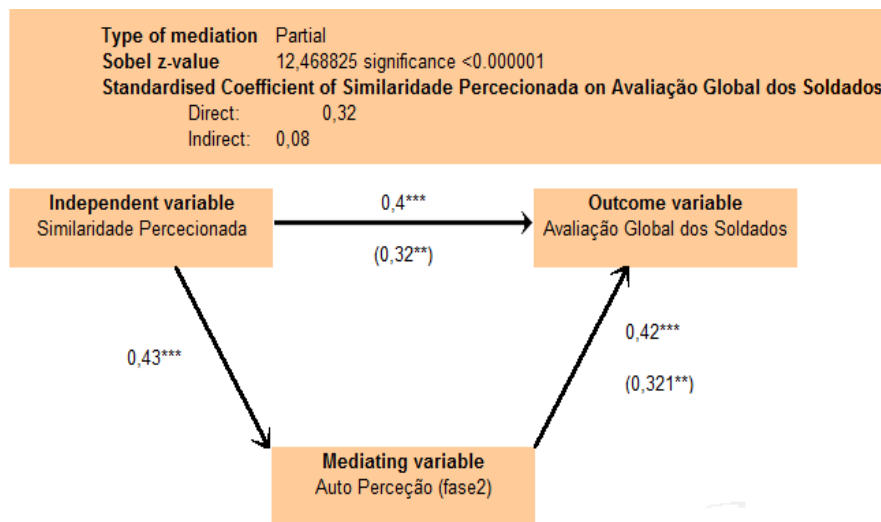 Type of mediation Partial
Sobel z-value 12,468825 significance <0.000001
Standardised Coefficient of Similaridade Percecionada on Avaliação Global dos Soldados
Direct: 0,32
Indirect: 0,08
Independent variable
Similaridade Percecionada
0,4***
(0,32**)
Outcome variable
Avaliação Global dos Soldados
0,43***
0,42***
(0,321**)
Mediating variable
Auto Perceção (fase2)